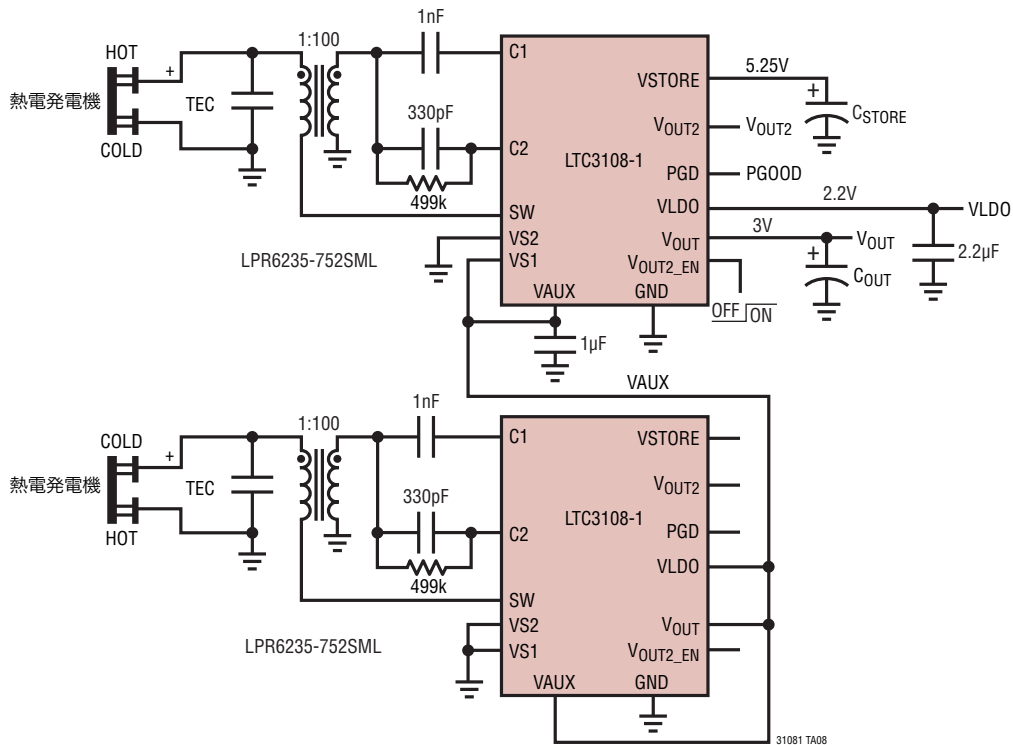 1nF
1:100
HOT
+
熱電発電機
TEC
COLD
330pF
499k
LPR6235-752SML
C1
C2
SW
VS2
VS1
VAUX
GND
LTC3108-1
VSTORE
VOUT2
PGD
VLDO
VOUT
VOUT2_EN
5.25V
+
CSTORE
VOUT2
PGOOD
2.2V
VLDO
3V
VOUT
+
COUT
2.2µF
OFF ON
1µF
VAUX
1nF
1:100
COLD
+
熱電発電機
TEC
HOT
330pF
499k
LPR6235-752SML
C1
C2
SW
VS2
VS1
VAUX
GND
LTC3108-1
VSTORE
VOUT2
PGD
VLDO
VOUT
VOUT2_EN
31081 TA08